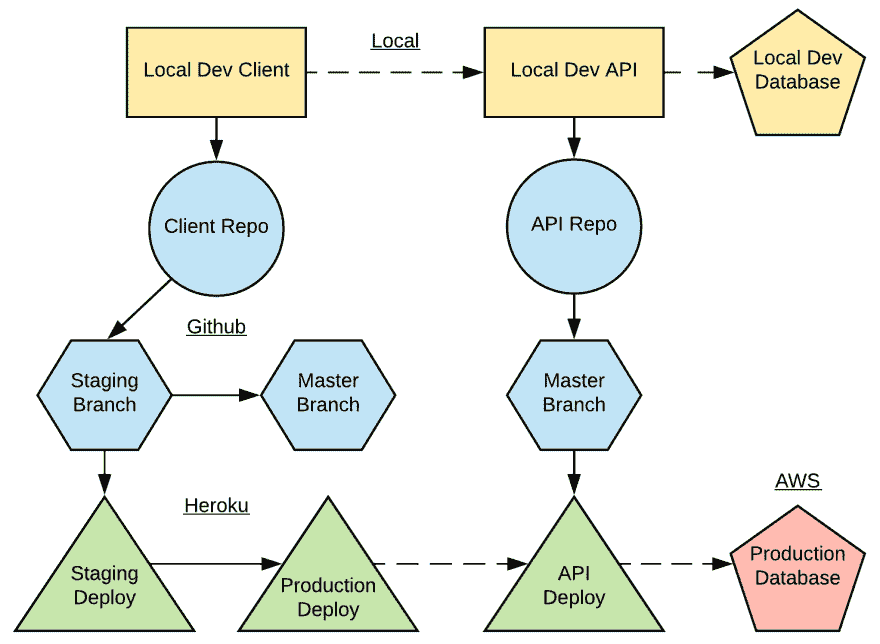 Local
Local Dev Client
Local Dev API
Local Dev
Database
Client Repo
API Repo
Github
Staging
Branch
Master
Branch
Master
Branch
Heroku
AWS
Staging
Deploy
Production
Deploy
API
Deploy
Production
Database